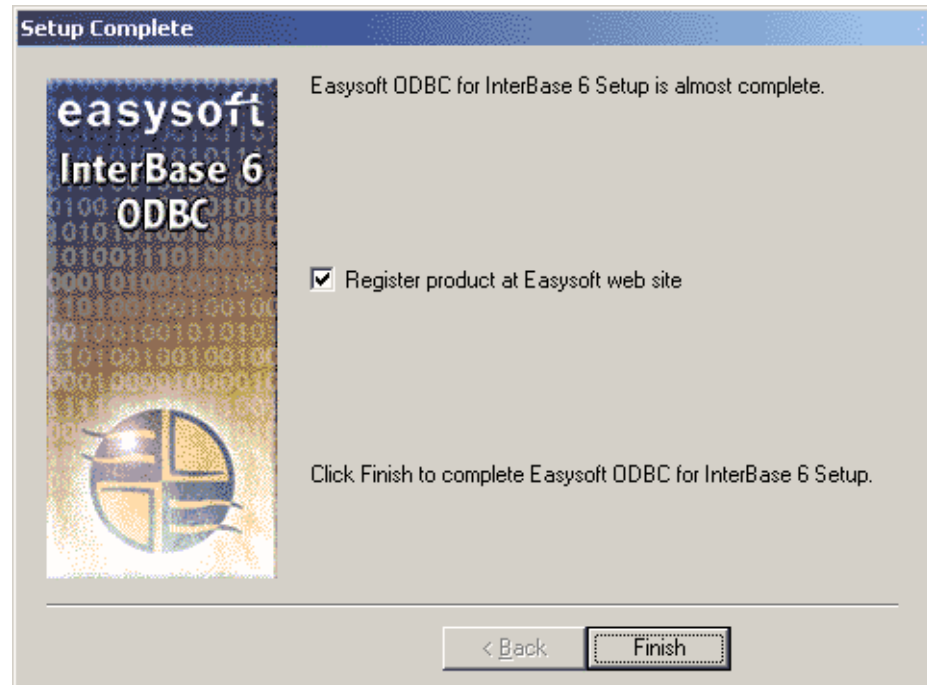 Setup Complete
easysoft
InterBase 6
ODBC
Easysoft ODBC for InterBase 6 Setup is almost complete.
Register product at Easysoft web site
Click Finish to complete Easysoft ODBC for InterBase 6 Setup.
< Back
Finish